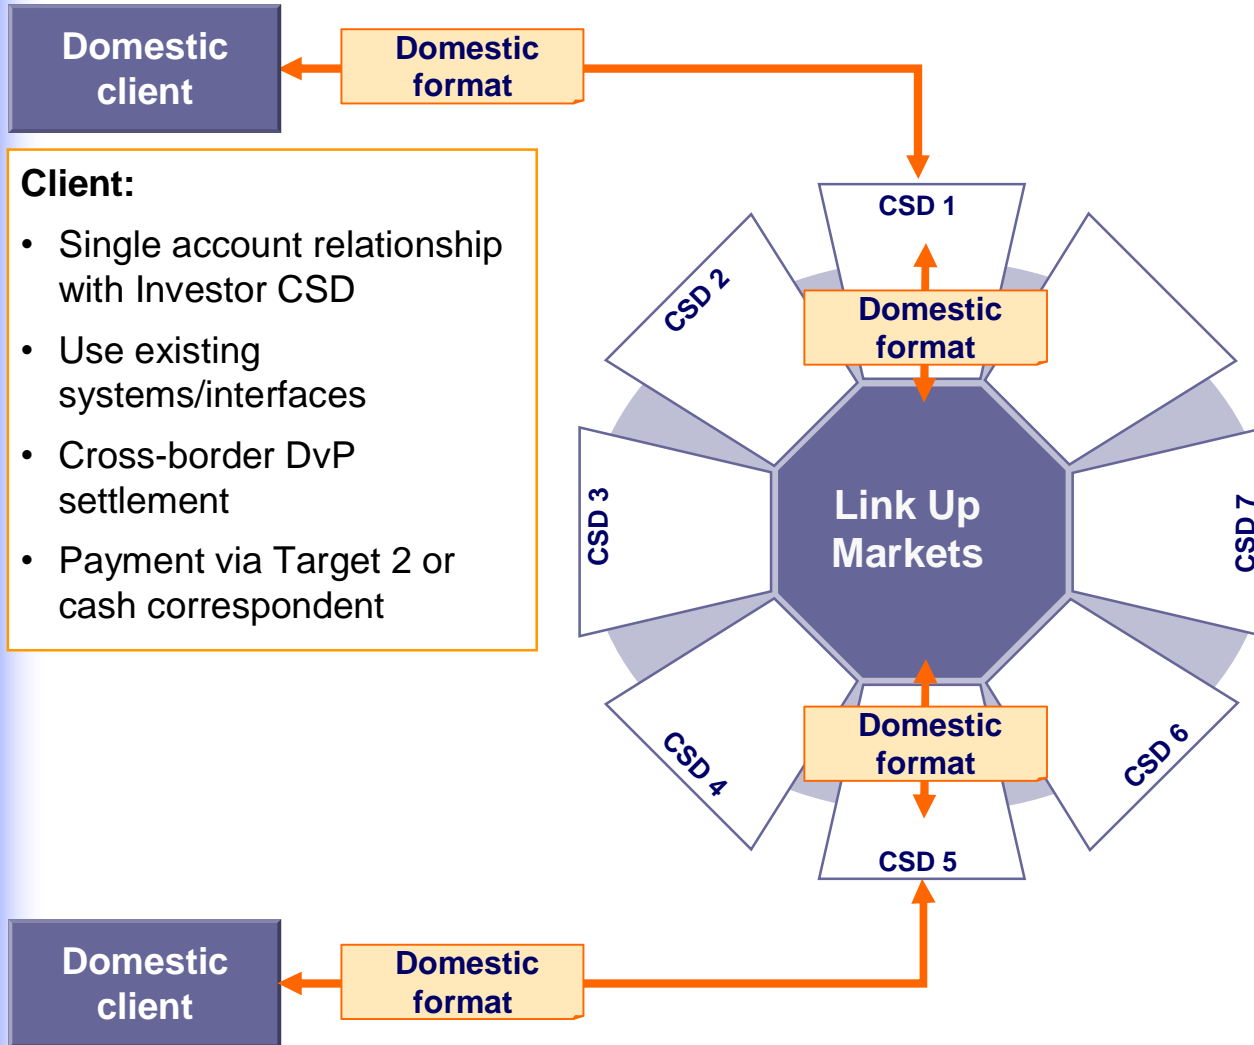 Domestic
client
Domestic
format
Client:
• Single account relationship
with Investor CSD
• Use existing
systems/interfaces
• Cross-border DvP
settlement
• Payment via Target 2 or
cash correspondent
CSD 1
CSD 2
Domestic
format
CSD 3
Link Up
Markets
CSD 7
Domestic
format
CSD 4
CSD 6
CSD 5
Domestic
client
Domestic
format